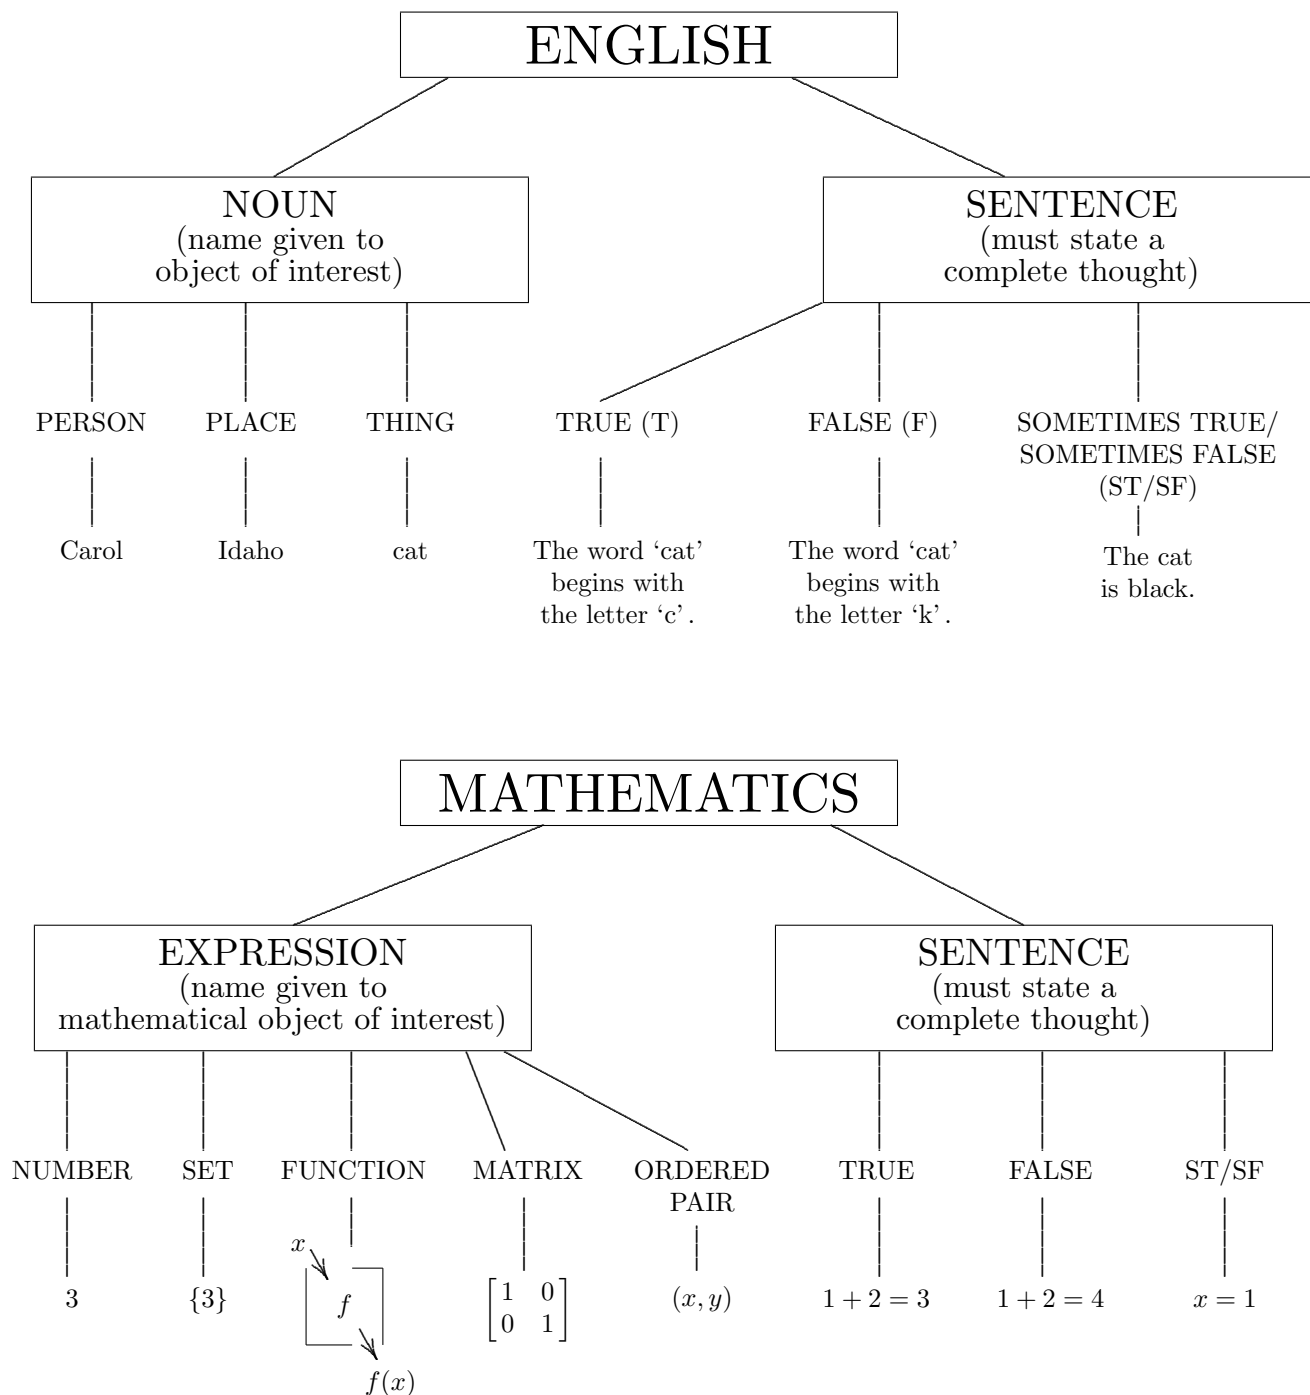 ENGLISH
NOUN
(name given to
object of interest)
SENTENCE
(must state a
complete thought)
PERSON
PLACE
THING
TRUE (T)
FALSE (F)
SOMETIMES TRUE/
SOMETIMES FALSE
(ST/SF)
Carol
Idaho
cat
The word ‘cat’
begins with
the letter ‘c’.
The word ‘cat’
begins with
the letter ‘k’.
The cat
is black.
MATHEMATICS
EXPRESSION
(name given to
mathematical object of interest)
SENTENCE
(must state a
complete thought)
NUMBER
SET
FUNCTION
MATRIX
ORDERED
PAIR
TRUE
FALSE
ST/SF
3
{3}
x
f
f(x)
1 0
0 1
(x, y)
1 + 2 = 3
1 + 2 = 4
x = 1